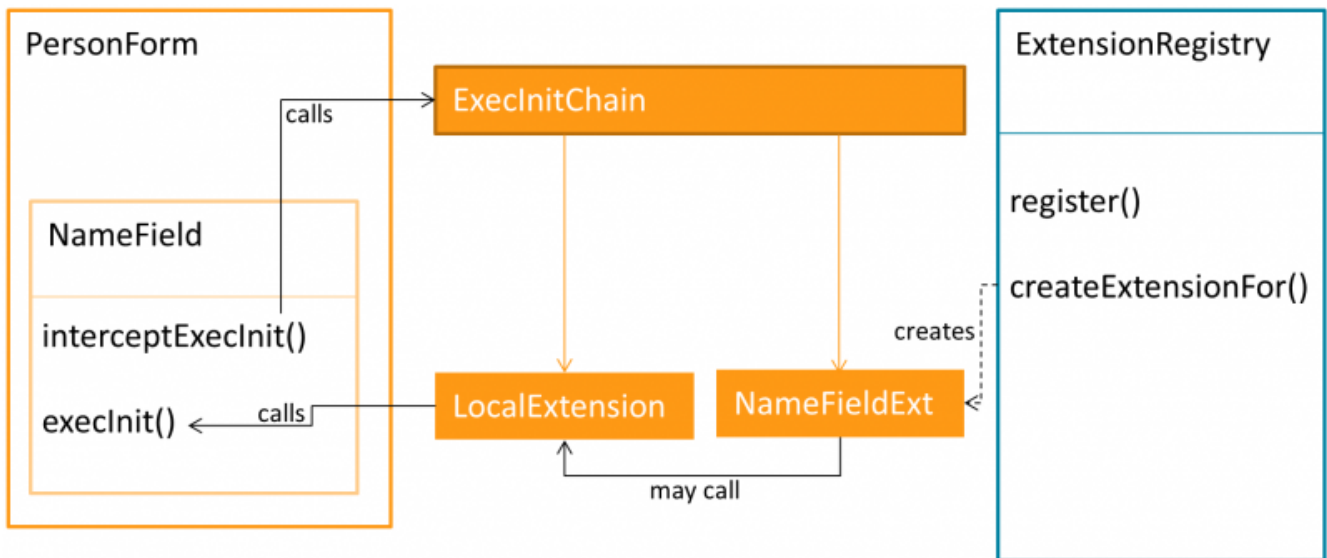 PersonForm
calls
NameField
interceptExecInit()
execInit()
calls
ExecInitChain
LocalExtension
NameFieldExt
may call
creates
ExtensionRegistry
register()
createExtensionFor()